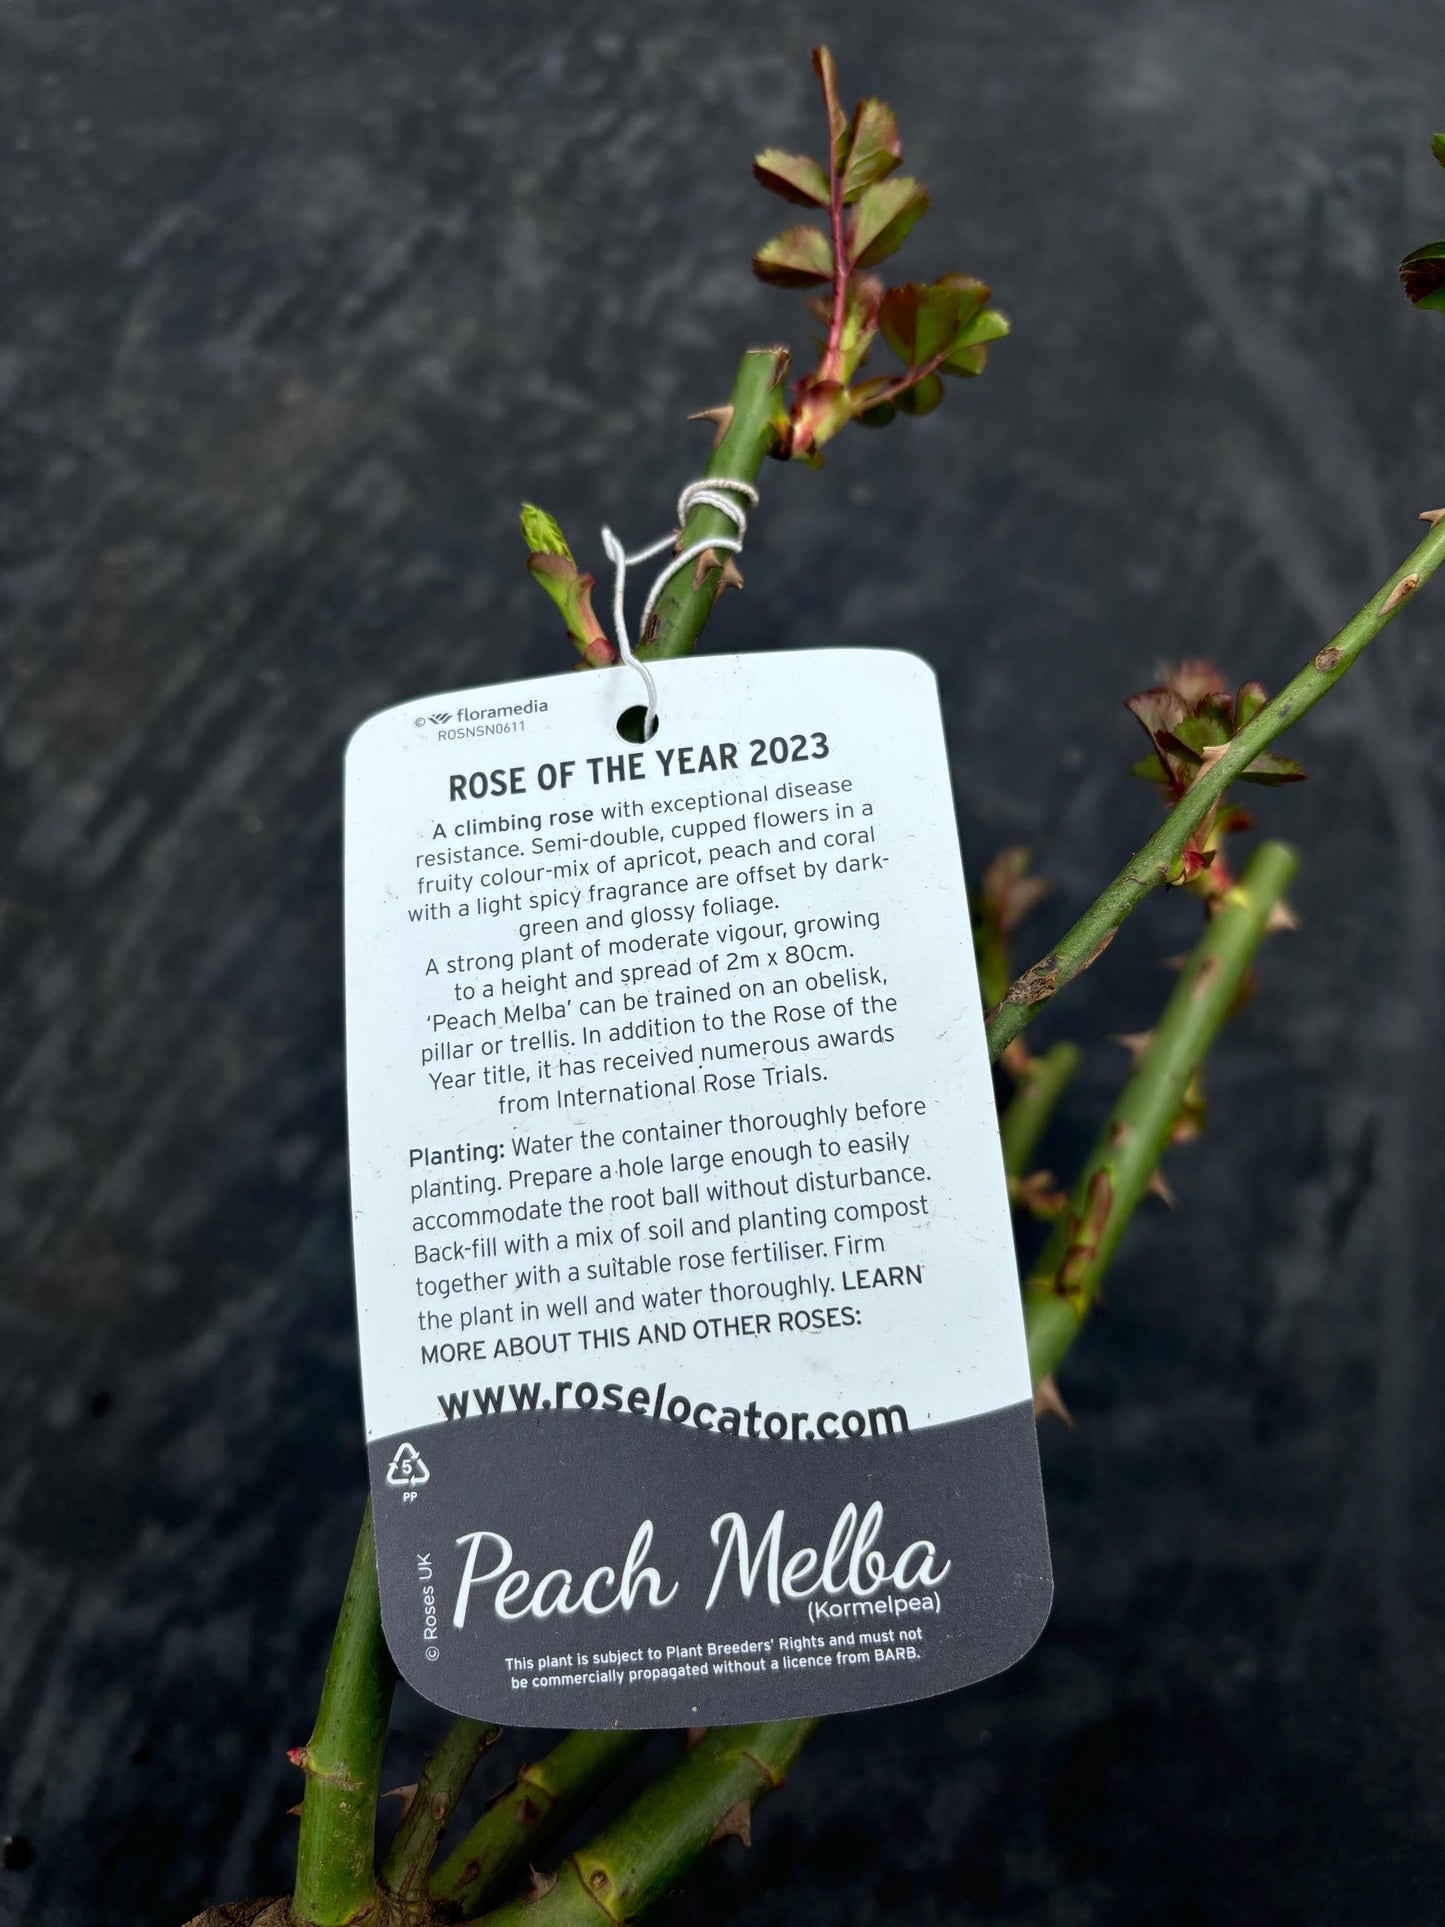 © floramedia
ROSNSN0611
ROSE OF THE YEAR 2023
A climbing rose with exceptional disease
resistance. Semi-double, cupped flowers in a
fruity colour-mix of apricot, peach and coral
with a light spicy fragrance are offset by dark-
green and glossy foliage.
A strong plant of moderate vigour, growing
to a height and spread of 2m x 80cm.
‘Peach Melba’ can be trained on an obelisk,
pillar or trellis. In addition to the Rose of the
Year title, it has received numerous awards
from International Rose Trials.
Planting: Water the container thoroughly before
planting. Prepare a hole large enough to easily
accommodate the root ball without disturbance.
Back-fill with a mix of soil and planting compost
together with a suitable rose fertiliser. Firm
the plant in well and water thoroughly. LEARN
MORE ABOUT THIS AND OTHER ROSES:
www.roselocator.com
5
PP
© Roses UK
Peach Melba
(Kormelpea)
This plant is subject to Plant Breeders' Rights and must not
be commercially propagated without a licence from BARB.